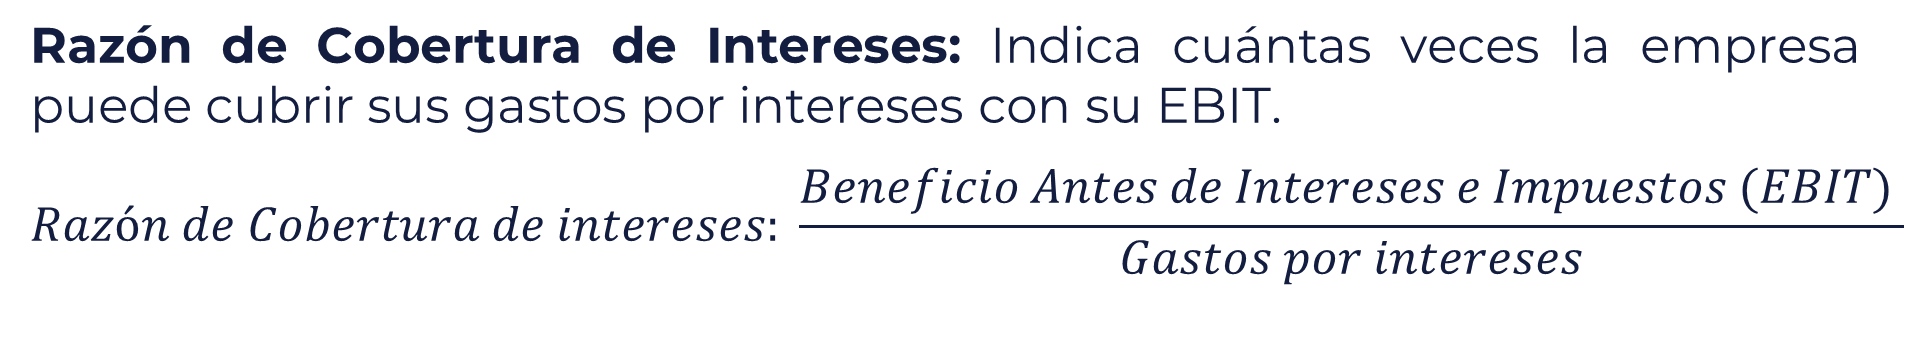 Razón de Cobertura de Intereses: Indica cuántas veces la empresa
puede cubrir sus gastos por intereses con su EBIT.
Razón de Cobertura de intereses: Beneficio Antes de Intereses e Impuestos (EBIT)
Gastos por intereses